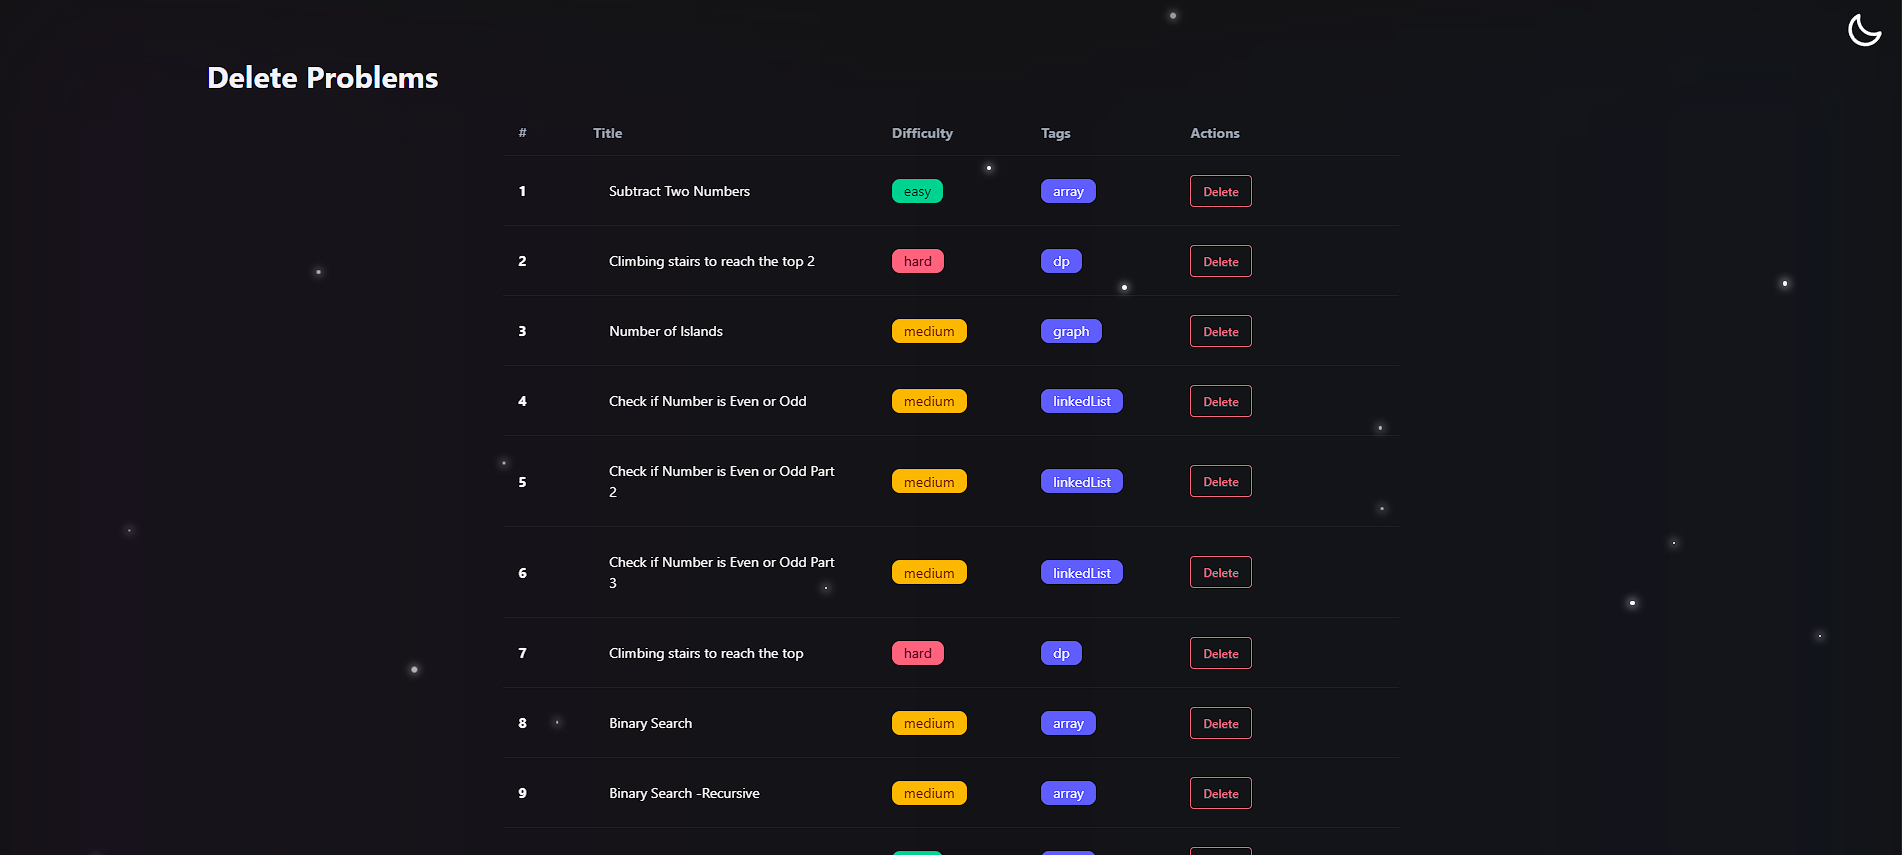 Delete Problems
# Title Difficulty Tags Actions
1 Subtract Two Numbers easy array Delete
2 Climbing stairs to reach the top 2 hard dp Delete
3 Number of Islands medium graph Delete
4 Check if Number is Even or Odd medium linkedList Delete
5 Check if Number is Even or Odd Part
2 medium linkedList Delete
6 Check if Number is Even or Odd Part
3 medium linkedList Delete
7 Climbing stairs to reach the top hard dp Delete
8 Binary Search medium array Delete
9 Binary Search -Recursive medium array Delete